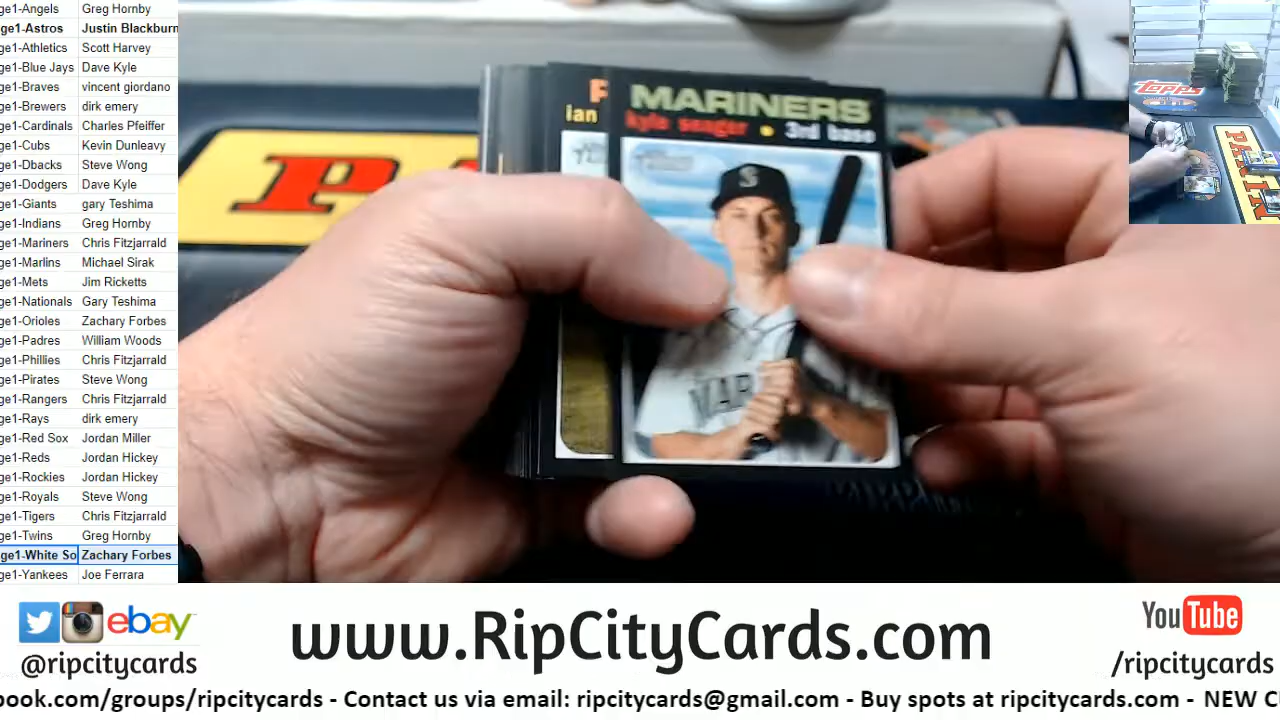 ge1-Angels Greg Hornby
ge1-Astros Justin Blackburn
ge1-Athletics Scott Harvey
ge1-Blue Jays Dave Kyle
ge1-Braves vincent giordano
ge1-Brewers dirk emery
ge1-Cardinals Charles Pfeiffer
ge1-Cubs Kevin Dunleavy
ge1-Dbacks Steve Wong
ge1-Dodgers Dave Kyle
ge1-Giants gary Teshima
ge1-Indians Greg Hornby
ge1-Mariners Chris Fitzjarrald
ge1-Marlins Michael Sirak
ge1-Mets Jim Ricketts
ge1-Nationals Gary Teshima
ge1-Orioles Zachary Forbes
ge1-Padres William Woods
ge1-Phillies Chris Fitzjarrald
ge1-Pirates Steve Wong
ge1-Rangers Chris Fitzjarrald
ge1-Rays dirk emery
ge1-Red Sox Jordan Miller
ge1-Reds Jordan Hickey
ge1-Rockies Jordan Hickey
ge1-Royals Steve Wong
ge1-Tigers Chris Fitzjarrald
ge1-Twins Greg Hornby
ge1-White So Zachary Forbes
ge1-Yankees Joe Ferrara
MARINERS
kyle seager • 3rd base
ian
topps
ebay
@ripcitycards
www.RipCityCards.com
YouTube
/ripcitycards
book.com/groups/ripcitycards - Contact us via email: ripcitycards@gmail.com - Buy spots at ripcitycards.com - NEW C